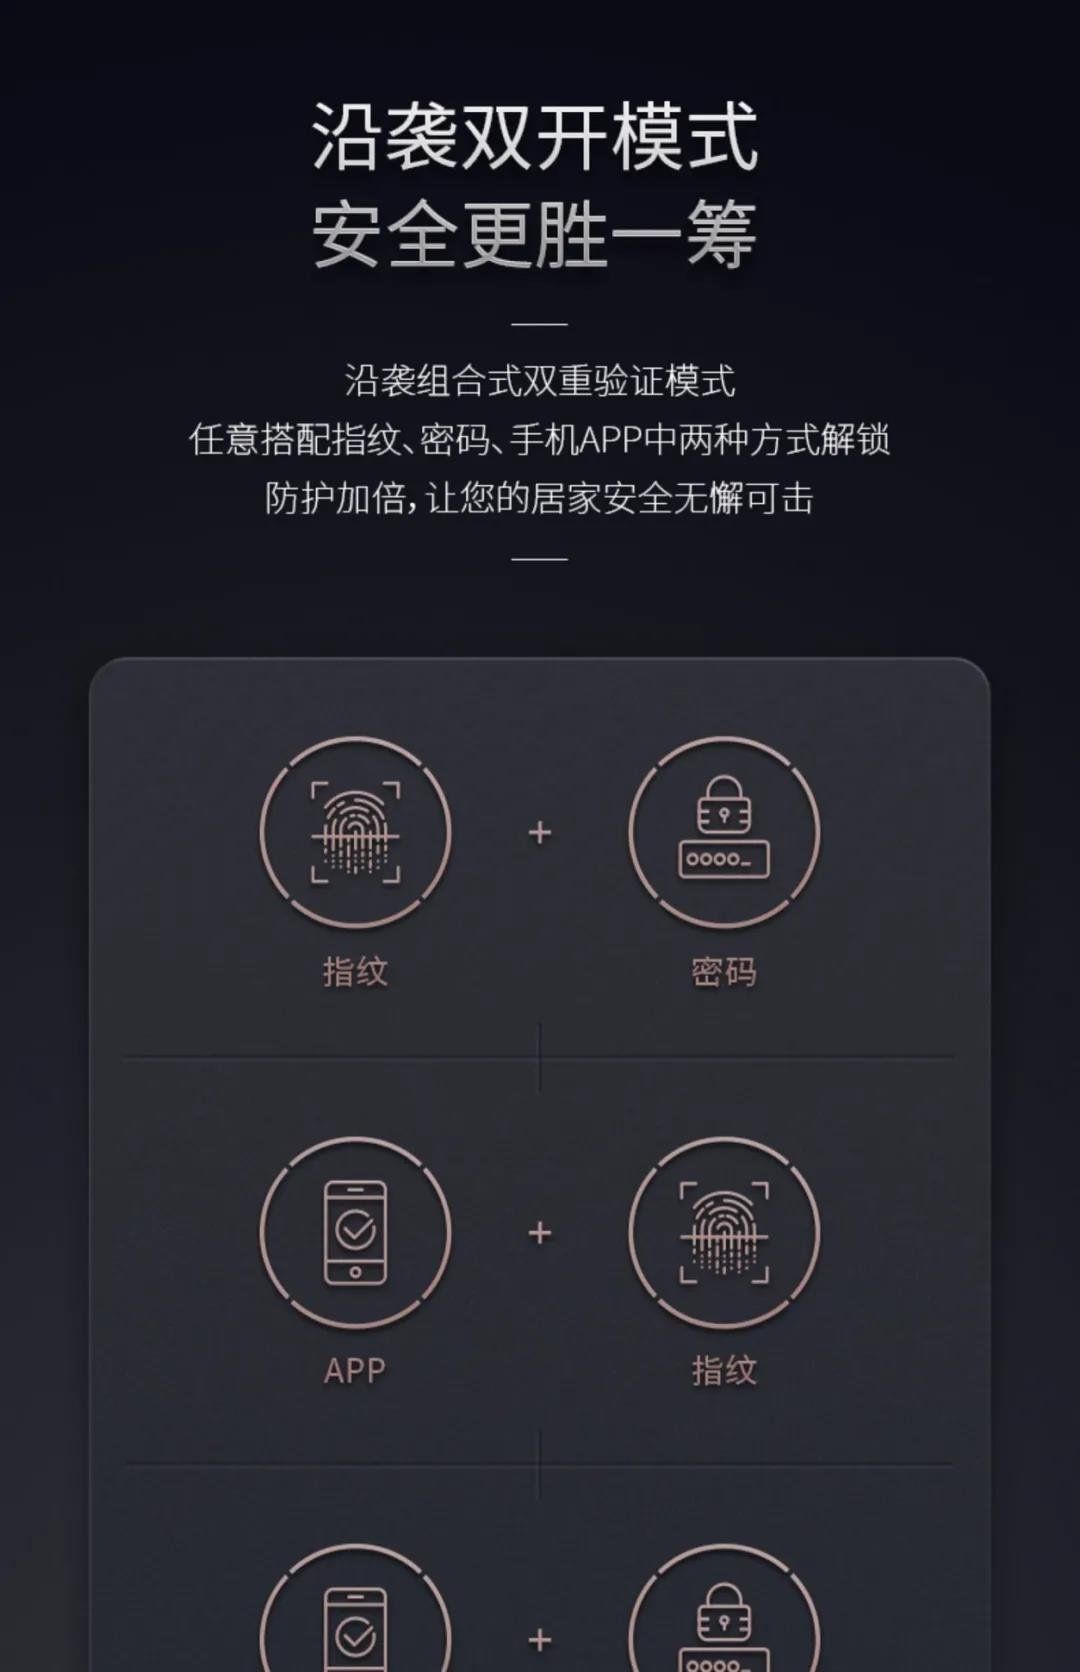 沿袭双开模式
安全更胜一筹
沿袭组合式双重验证模式
任意搭配指纹、密码、手机APP中两种方式解锁
防护加倍，让您的居家安全无懈可击
+
指纹 密码
+
APP 指纹
+